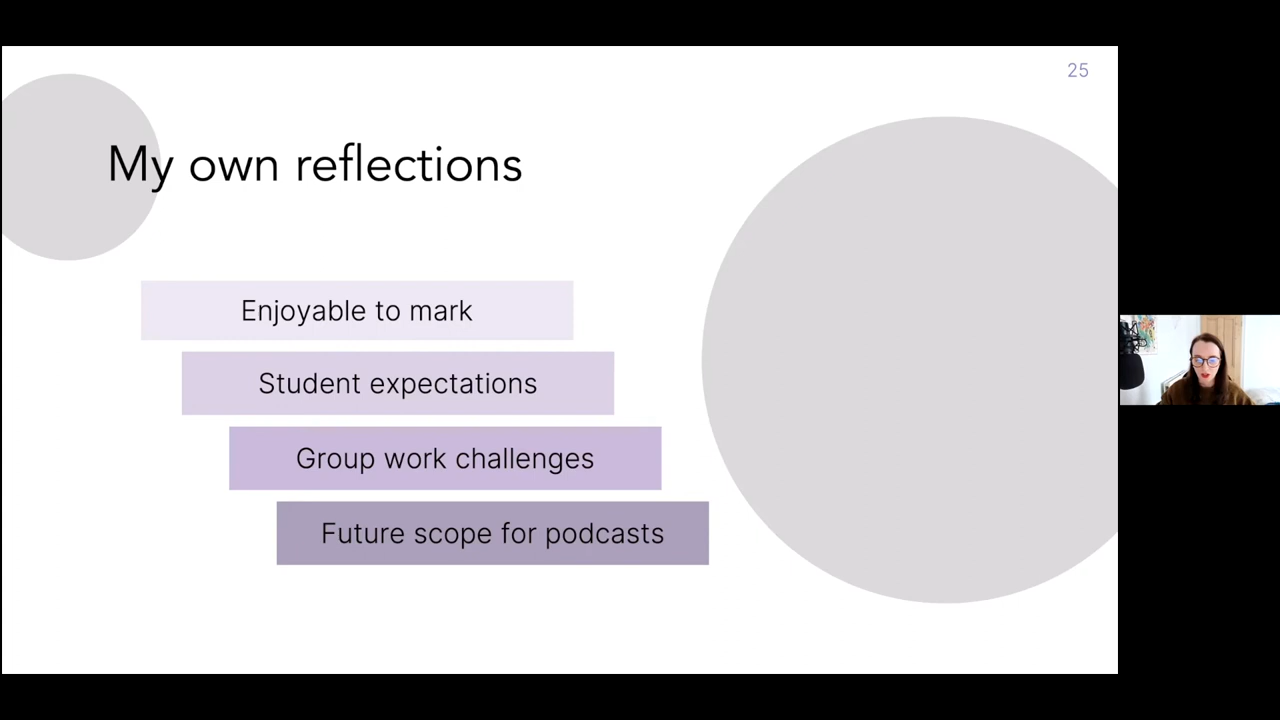 25
My own reflections
Enjoyable to mark
Student expectations
Group work challenges
Future scope for podcasts